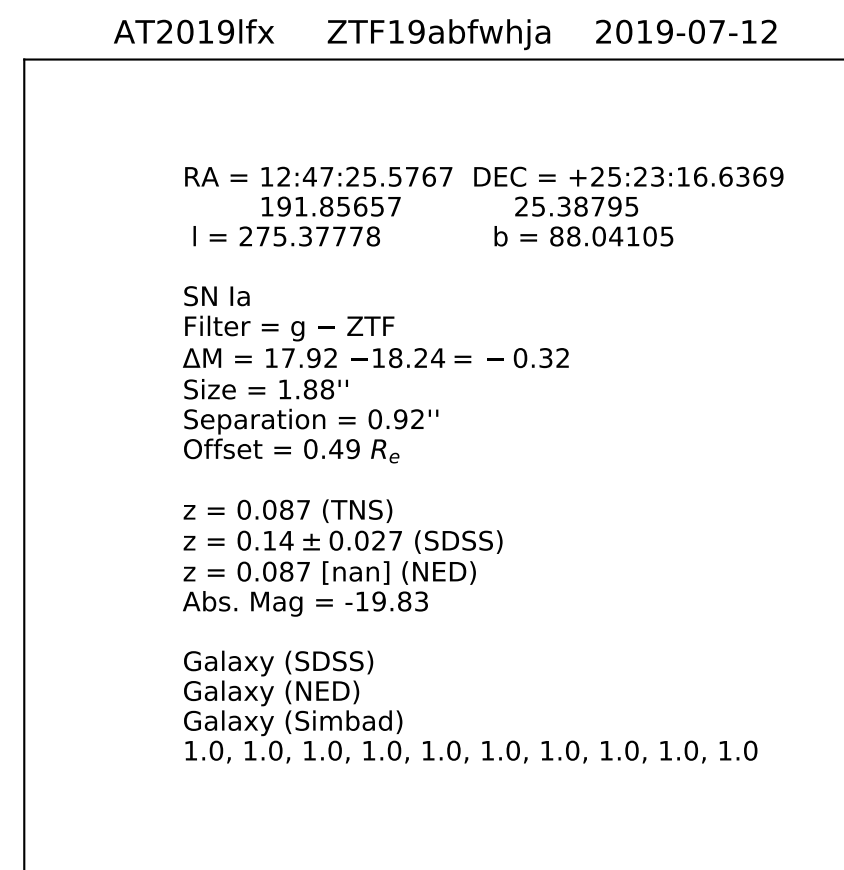 AT2019lfx ZTF19abfwhja 2019-07-12
RA = 12:47:25.5767 DEC = +25:23:16.6369
191.85657 25.38795
l = 275.37778 b = 88.04105
SN Ia
Filter = g − ZTF
ΔM = 17.92 −18.24 = − 0.32
Size = 1.88''
Separation = 0.92''
Offset = 0.49 Re
z = 0.087 (TNS)
z = 0.14 ± 0.027 (SDSS)
z = 0.087 [nan] (NED)
Abs. Mag = -19.83
Galaxy (SDSS)
Galaxy (NED)
Galaxy (Simbad)
1.0, 1.0, 1.0, 1.0, 1.0, 1.0, 1.0, 1.0, 1.0, 1.0